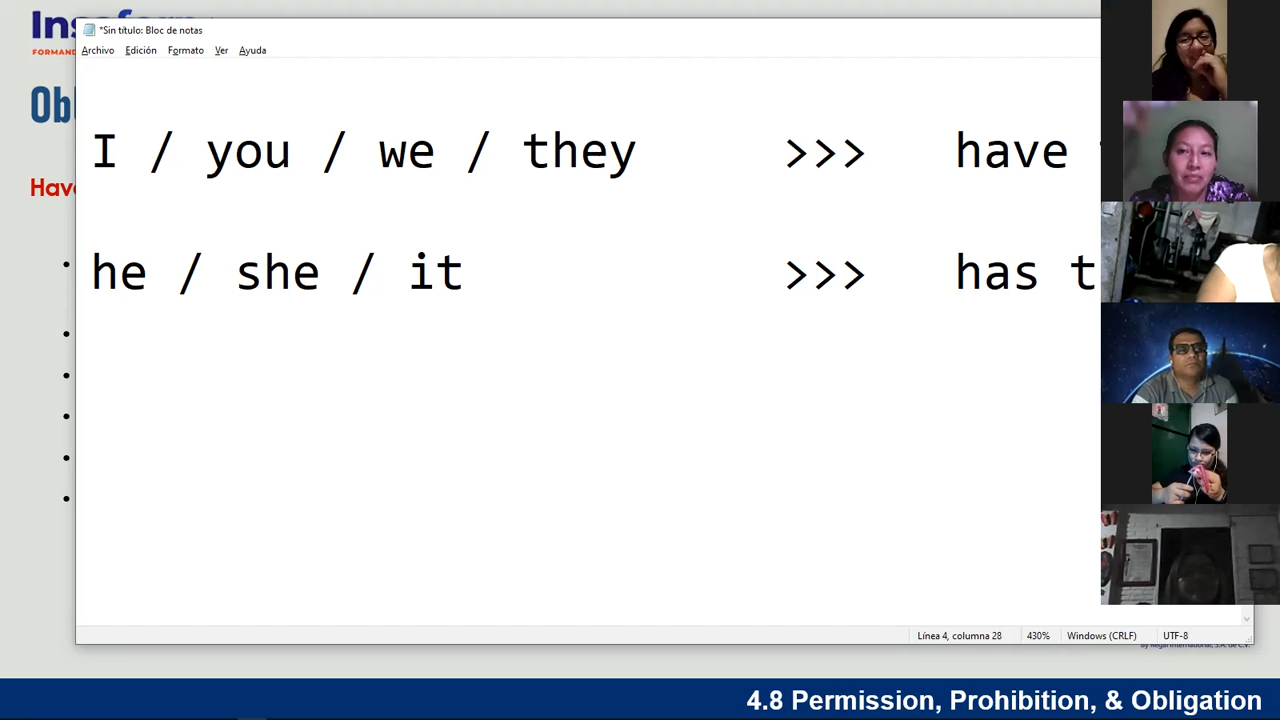 *Sin título: Bloc de notas
Archivo Edición Formato Ver Ayuda
I / you / we / they >>> have
he / she / it >>> has
Línea 4, columna 28 430% Windows (CRLF) UTF-8
4.8 Permission, Prohibition, & Obligation